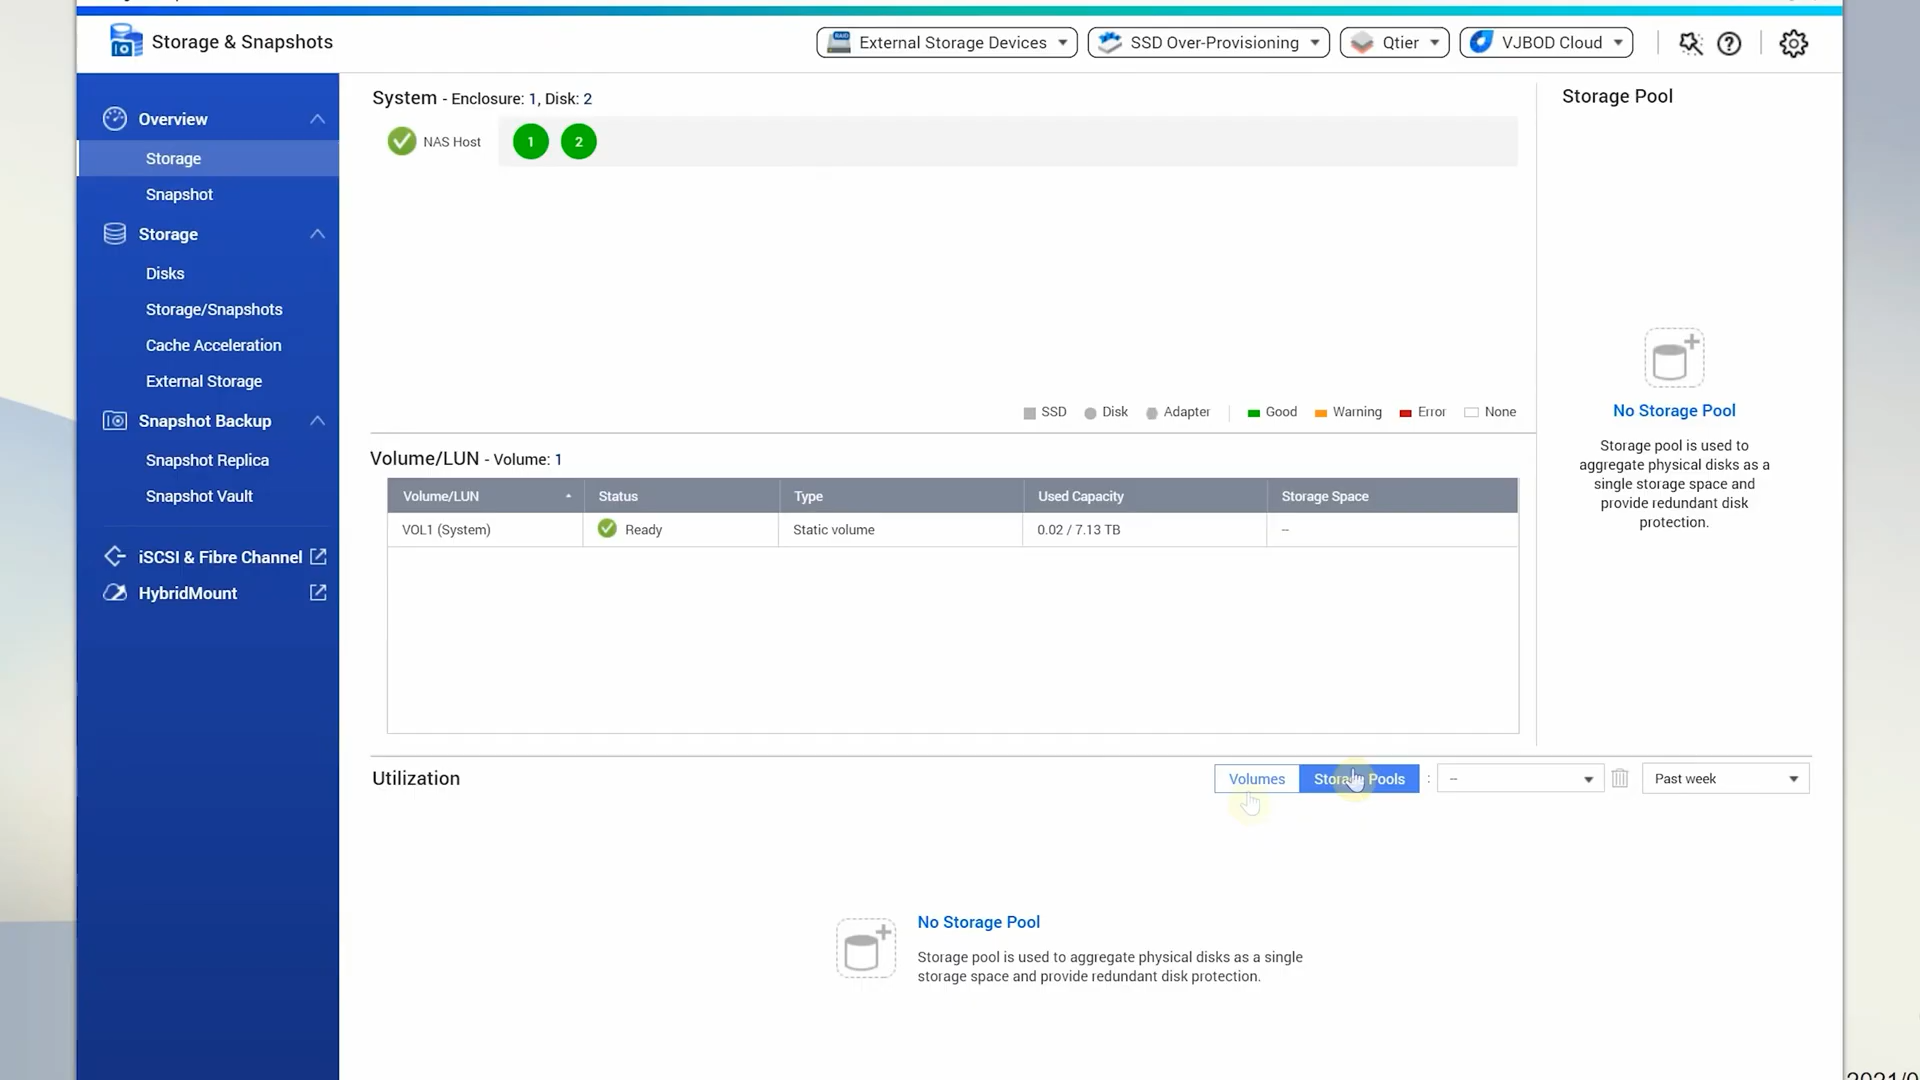 Storage & Snapshots
External Storage Devices
SSD Over-Provisioning
Qtier
VJBOD Cloud
Overview
Storage
Snapshot
Storage
Disks
Storage/Snapshots
Cache Acceleration
External Storage
Snapshot Backup
Snapshot Replica
Snapshot Vault
iSCSI & Fibre Channel
HybridMount
System - Enclosure: 1, Disk: 2
NAS Host
1
2
SSD
Disk
Adapter
Good
Warning
Error
None
Volume/LUN - Volume: 1
Volume/LUN Status Type Used Capacity Storage Space
VOL1 (System) Ready Static volume 0.02 / 7.13 TB --
Storage Pool
No Storage Pool
Storage pool is used to
aggregate physical disks as a
single storage space and
provide redundant disk
protection.
Utilization
Volumes
Storage Pools
:
--
Past week
No Storage Pool
Storage pool is used to aggregate physical disks as a single
storage space and provide redundant disk protection.